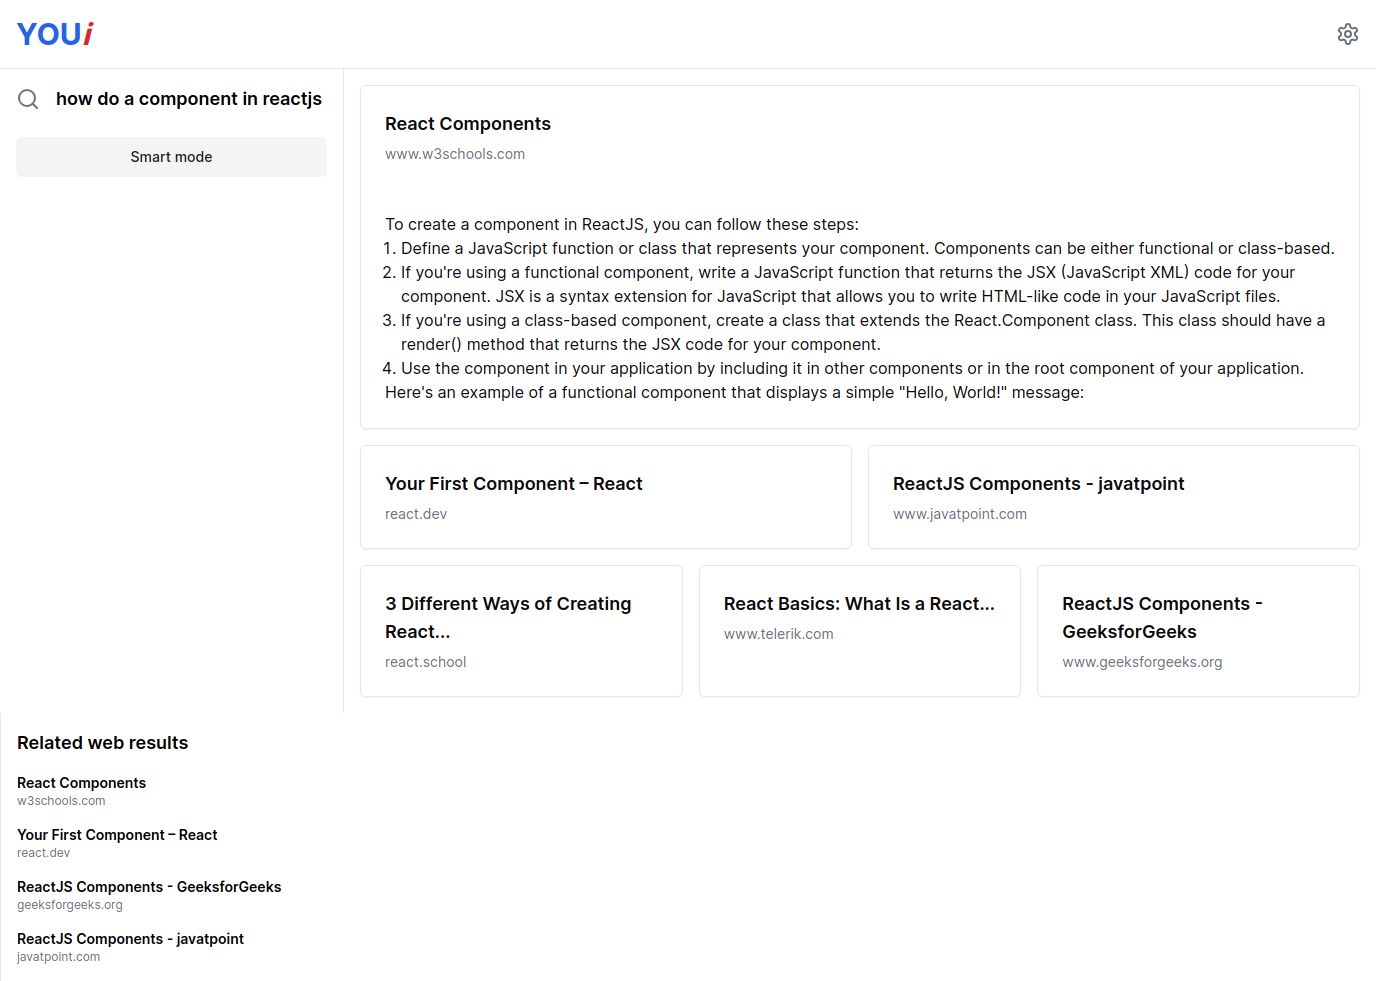 YOUi
how do a component in reactjs
Smart mode
React Components
www.w3schools.com
To create a component in ReactJS, you can follow these steps:
1. Define a JavaScript function or class that represents your component. Components can be either functional or class-based.
2. If you're using a functional component, write a JavaScript function that returns the JSX (JavaScript XML) code for your
component. JSX is a syntax extension for JavaScript that allows you to write HTML-like code in your JavaScript files.
3. If you're using a class-based component, create a class that extends the React.Component class. This class should have a
render() method that returns the JSX code for your component.
4. Use the component in your application by including it in other components or in the root component of your application.
Here's an example of a functional component that displays a simple "Hello, World!" message:
Your First Component – React
react.dev
ReactJS Components - javatpoint
www.javatpoint.com
3 Different Ways of Creating
React...
react.school
React Basics: What Is a React...
www.telerik.com
ReactJS Components -
GeeksforGeeks
www.geeksforgeeks.org
Related web results
React Components
w3schools.com
Your First Component – React
react.dev
ReactJS Components - GeeksforGeeks
geeksforgeeks.org
ReactJS Components - javatpoint
javatpoint.com